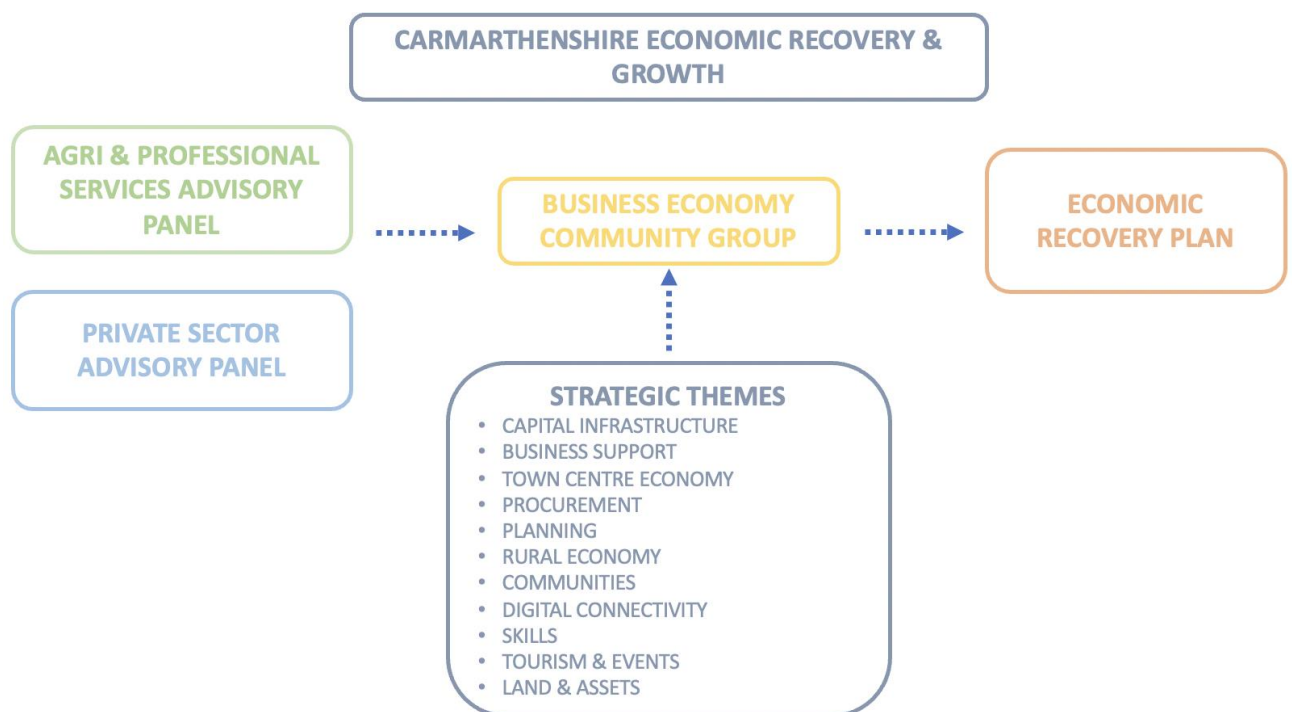 CARMARTHENSHIRE ECONOMIC RECOVERY &
GROWTH
AGRI & PROFESSIONAL
SERVICES ADVISORY
PANEL
PRIVATE SECTOR
ADVISORY PANEL
BUSINESS ECONOMY
COMMUNITY GROUP
ECONOMIC
RECOVERY PLAN
STRATEGIC THEMES
• CAPITAL INFRASTRUCTURE
• BUSINESS SUPPORT
• TOWN CENTRE ECONOMY
• PROCUREMENT
• PLANNING
• RURAL ECONOMY
• COMMUNITIES
• DIGITAL CONNECTIVITY
• SKILLS
• TOURISM & EVENTS
• LAND & ASSETS